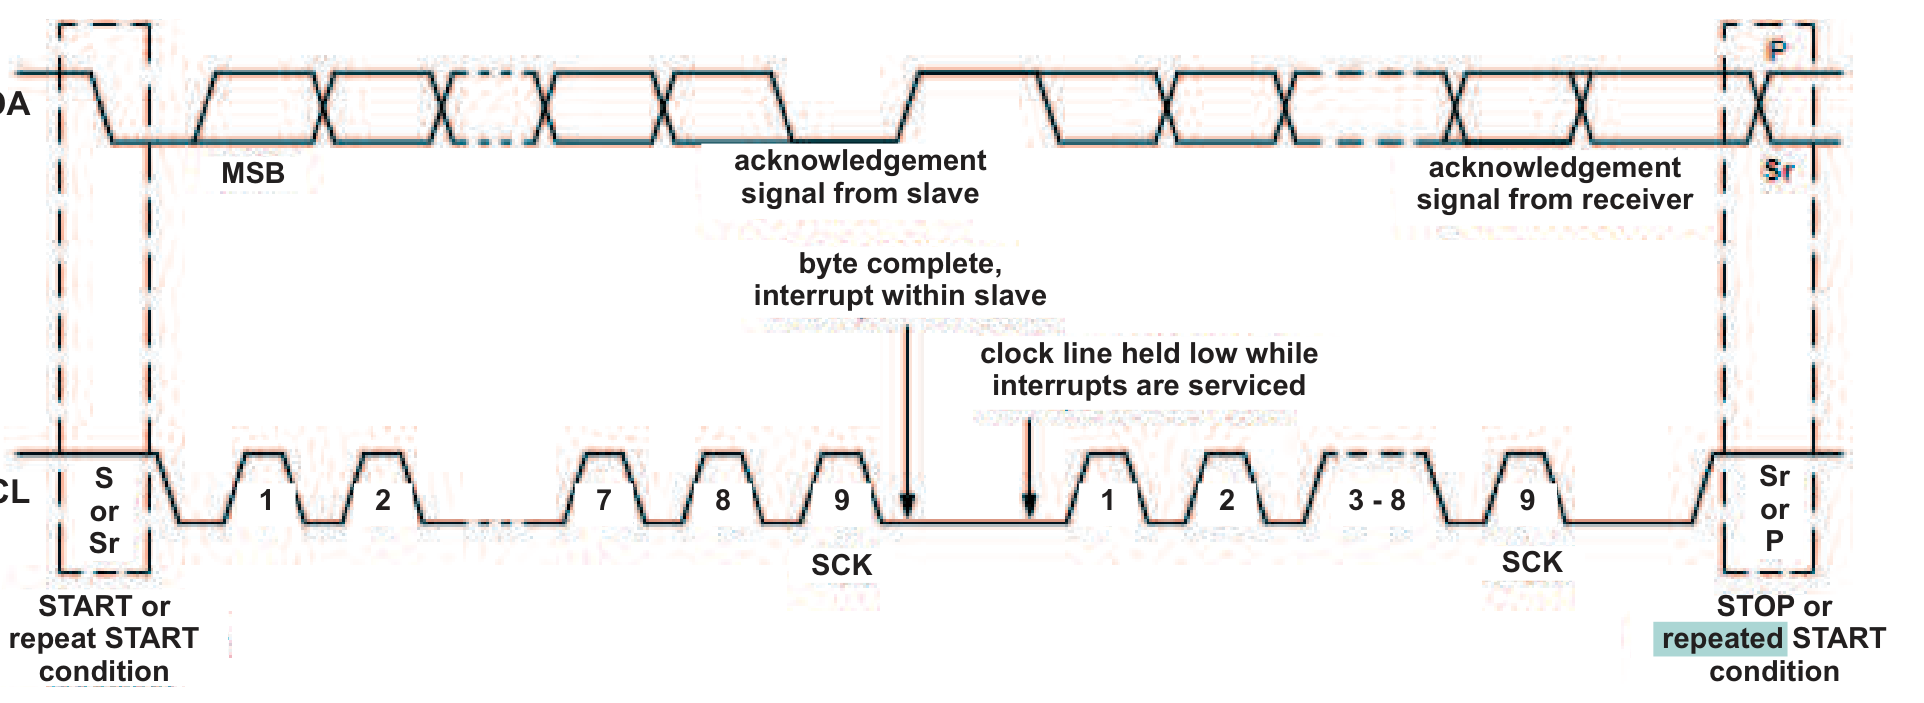 P
DA
MSB
acknowledgement
signal from slave
acknowledgement
signal from receiver
Sr
byte complete,
interrupt within slave
clock line held low while
interrupts are serviced
CL
S
or
Sr
1
2
7
8
9
1
2
3 - 8
9
Sr
or
P
SCK
SCK
START or
repeat START
condition
STOP or
repeated START
condition